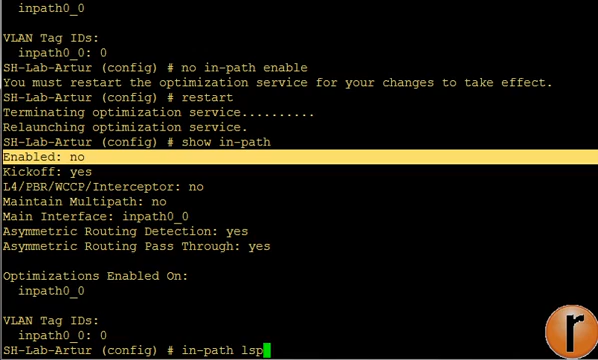 inpath0_0
VLAN Tag IDs:
inpath0_0: 0
SH-Lab-Artur (config) # no in-path enable
You must restart the optimization service for your changes to take effect.
SH-Lab-Artur (config) # restart
Terminating optimization service..........
Relaunching optimization service.
SH-Lab-Artur (config) # show in-path
Enabled: no
Kickoff: yes
L4/PBR/WCCP/Interceptor: no
Maintain Multipath: no
Main Interface: inpath0_0
Asymmetric Routing Detection: yes
Asymmetric Routing Pass Through: yes
Optimizations Enabled On:
inpath0_0
VLAN Tag IDs:
inpath0_0: 0
SH-Lab-Artur (config) # in-path lsp
r